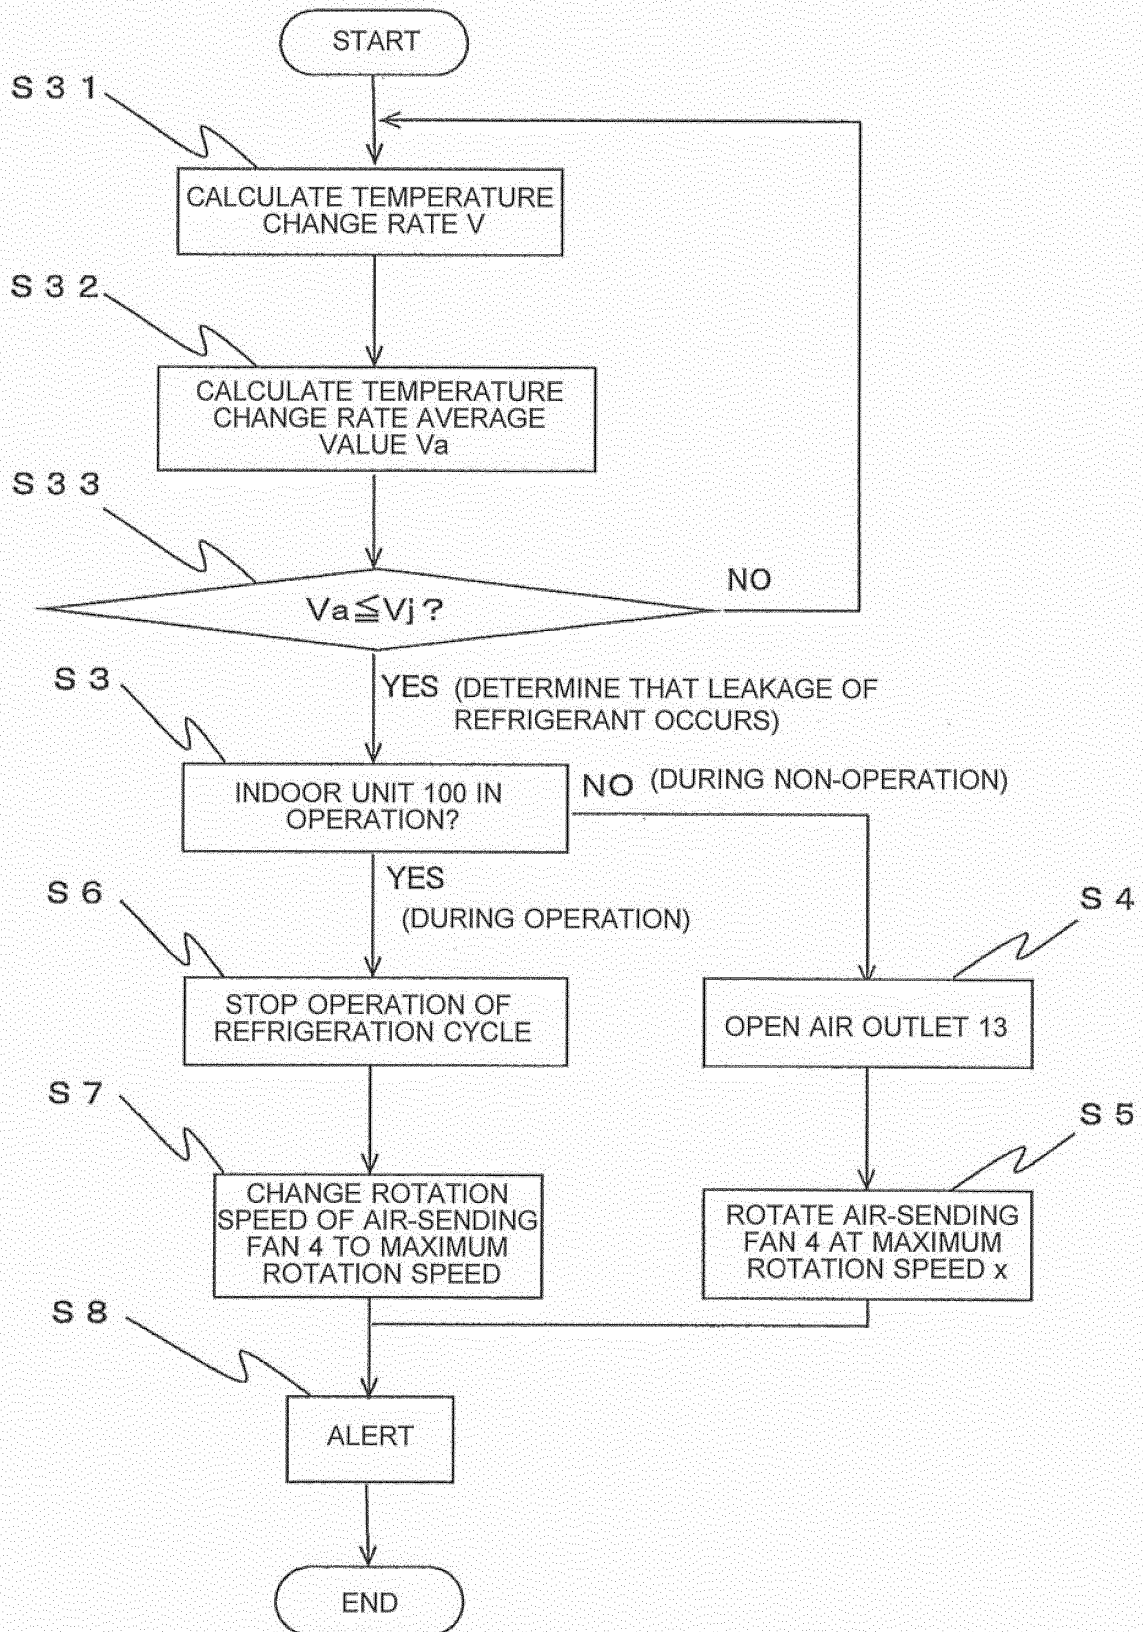 START
S31
CALCULATE TEMPERATURE
CHANGE RATE V
S32
CALCULATE TEMPERATURE
CHANGE RATE AVERAGE
VALUE Va
S33
Va≦Vj?
NO
YES (DETERMINE THAT LEAKAGE OF
REFRIGERANT OCCURS)
S3
INDOOR UNIT 100 IN
OPERATION?
NO (DURING NON-OPERATION)
YES
(DURING OPERATION)
S6
STOP OPERATION OF
REFRIGERATION CYCLE
S4
OPEN AIR OUTLET 13
S7
CHANGE ROTATION
SPEED OF AIR-SENDING
FAN 4 TO MAXIMUM
ROTATION SPEED
S5
ROTATE AIR-SENDING
FAN 4 AT MAXIMUM
ROTATION SPEED x
S8
ALERT
END